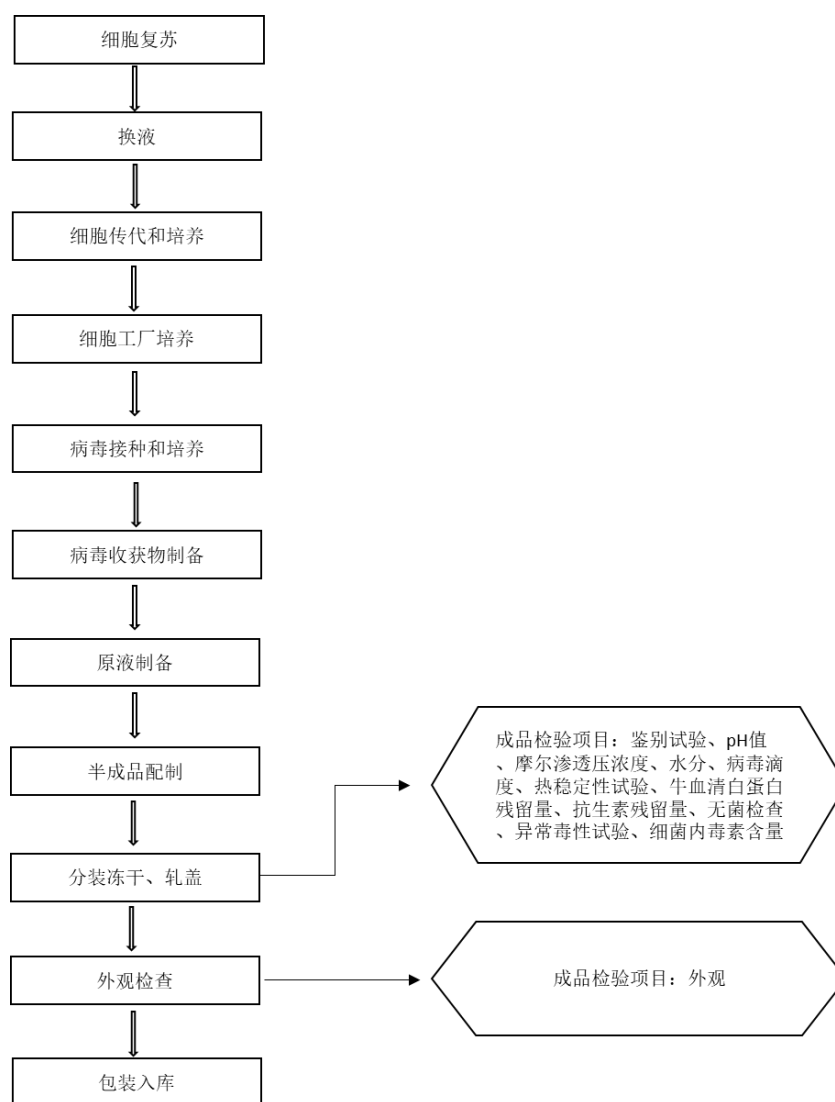 细胞复苏
换液
细胞传代和培养
细胞工厂培养
病毒接种和培养
病毒收获物制备
原液制备
半成品配制
分装冻干、轧盖
成品检验项目：鉴别试验、pH值
、摩尔渗透压浓度、水分、病毒滴
度、热稳定性试验、牛血清白蛋白
残留量、抗生素残留量、无菌检查
、异常毒性试验、细菌内毒素含量
外观检查
成品检验项目：外观
包装入库